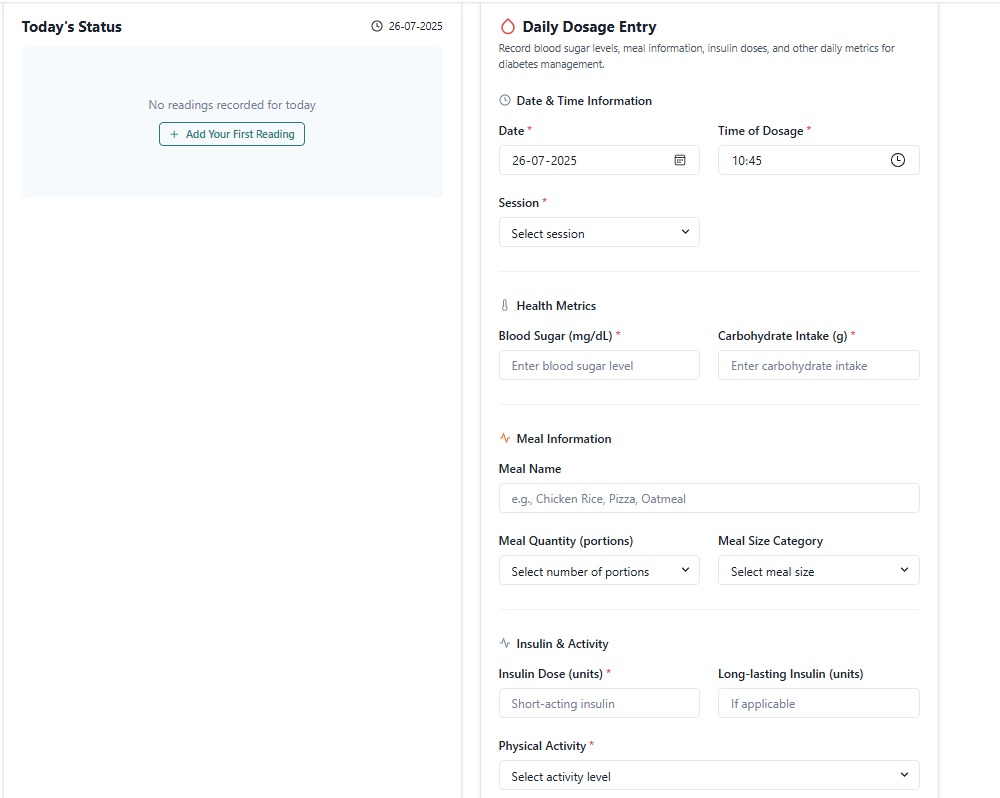 Today's Status
26-07-2025
No readings recorded for today
+ Add Your First Reading
Daily Dosage Entry
Record blood sugar levels, meal information, insulin doses, and other daily metrics for
diabetes management.
Date & Time Information
Date *
Time of Dosage *
26-07-2025
10:45
Session *
Select session
Health Metrics
Blood Sugar (mg/dL) *
Carbohydrate Intake (g) *
Enter blood sugar level
Enter carbohydrate intake
Meal Information
Meal Name
e.g., Chicken Rice, Pizza, Oatmeal
Meal Quantity (portions)
Meal Size Category
Select number of portions
Select meal size
Insulin & Activity
Insulin Dose (units) *
Long-lasting Insulin (units)
Short-acting insulin
If applicable
Physical Activity *
Select activity level